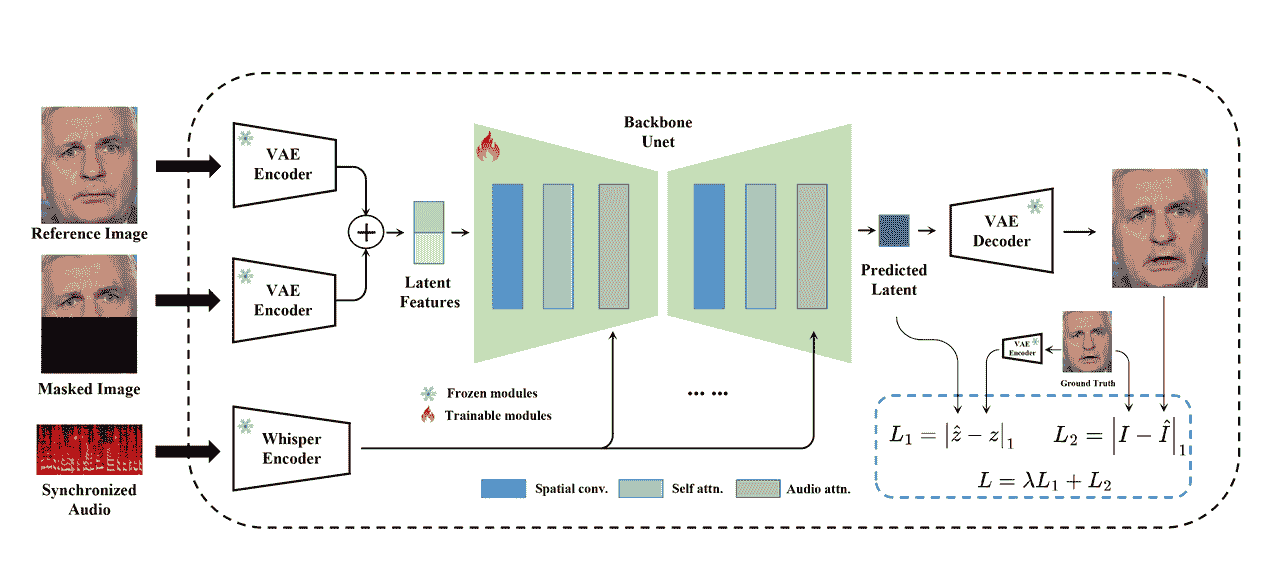 Backbone
Unet
VAE
Encoder
Reference Image
VAE
Encoder
Masked Image
Latent
Features
Predicted
Latent
VAE
Decoder
VAE
Encoder
Ground Truth
Frozen modules
Trainable modules
... ...
Whisper
Encoder
Synchronized
Audio
Spatial conv.
Self attn.
Audio attn.
L₁ = |ẑ − z|₁
L₂ = |I − Î|₁
L = λL₁ + L₂